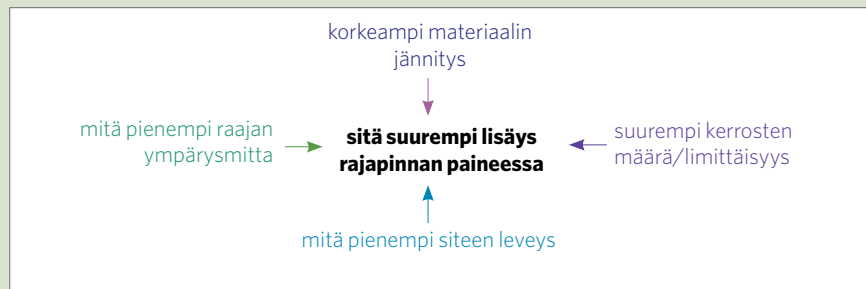 korkeampi materiaalin
jännitys
mitä pienempi raajan
ympärysmitta
sitä suurempi lisäys
rajapinnan paineessa
suurempi kerrosten
määrä/limittäisyys
mitä pienempi siteen leveys